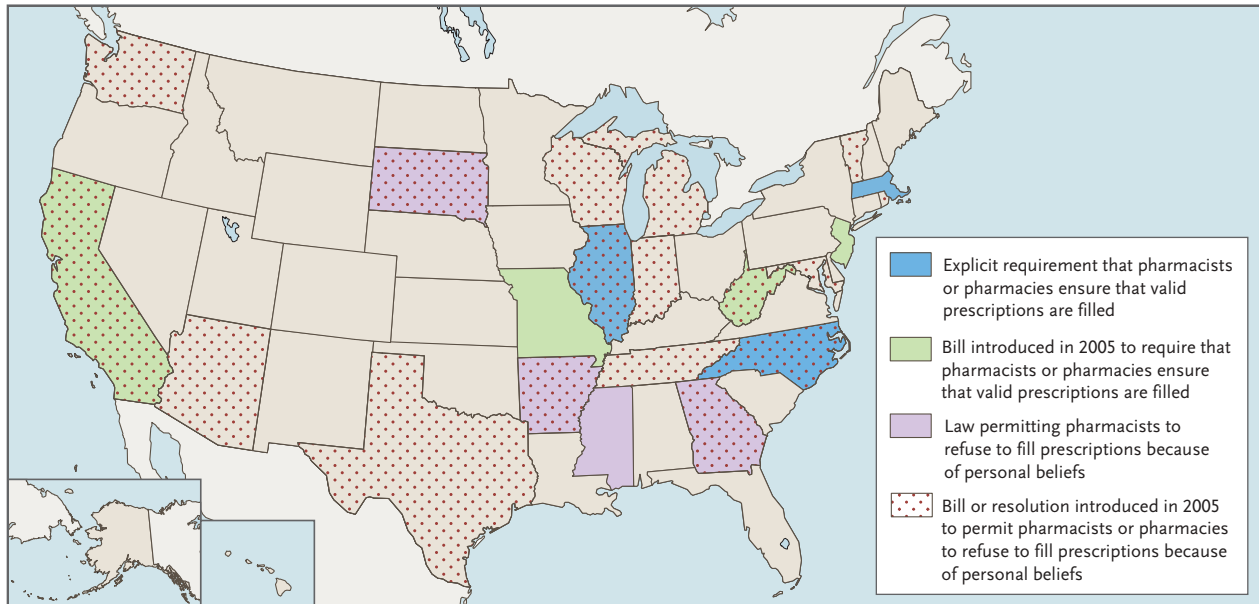 Explicit requirement that pharmacists
or pharmacies ensure that valid
prescriptions are filled
Bill introduced in 2005 to require that
pharmacists or pharmacies ensure
that valid prescriptions are filled
Law permitting pharmacists to
refuse to fill prescriptions because
of personal beliefs
Bill or resolution introduced in 2005
to permit pharmacists or pharmacies
to refuse to fill prescriptions because
of personal beliefs